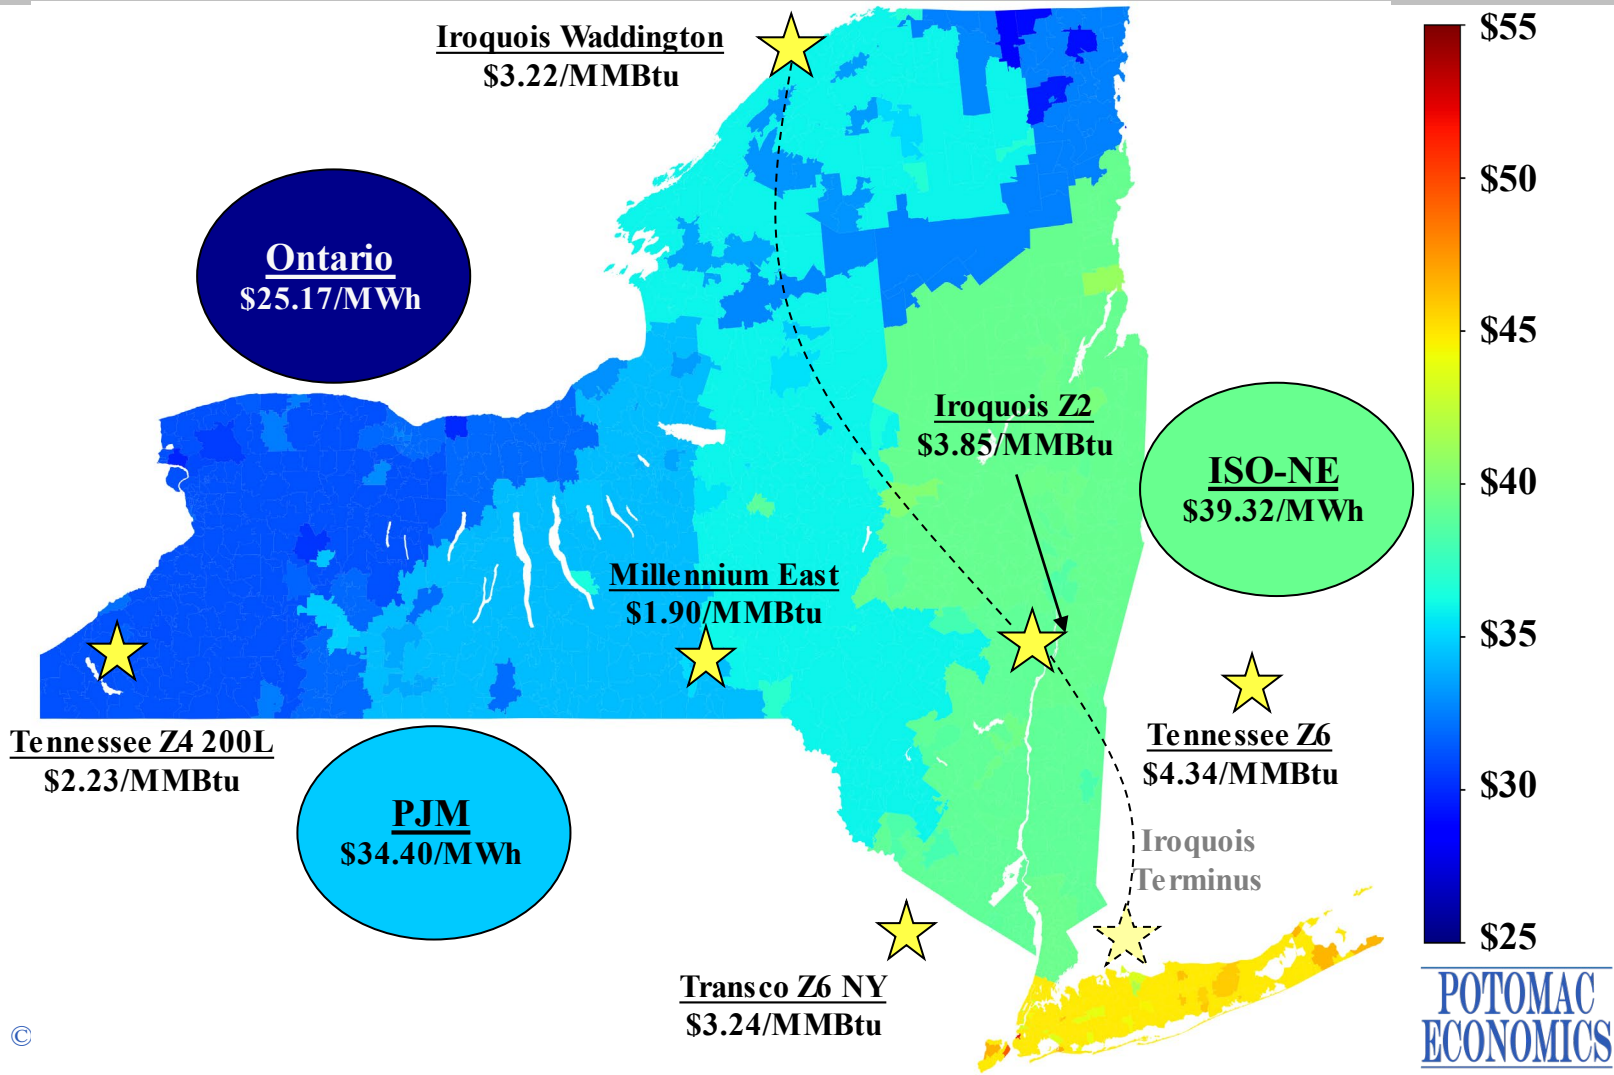 Iroquois Waddington
$3.22/MMBtu
$55
$50
$45
$40
$35
$30
$25
Ontario
$25.17/MWh
Iroquois Z2
$3.85/MMBtu
ISO-NE
$39.32/MWh
Millennium East
$1.90/MMBtu
Tennessee Z4 200L
$2.23/MMBtu
PJM
$34.40/MWh
Tennessee Z6
$4.34/MMBtu
Iroquois
Terminus
Transco Z6 NY
$3.24/MMBtu
©
POTOMAC
ECONOMICS